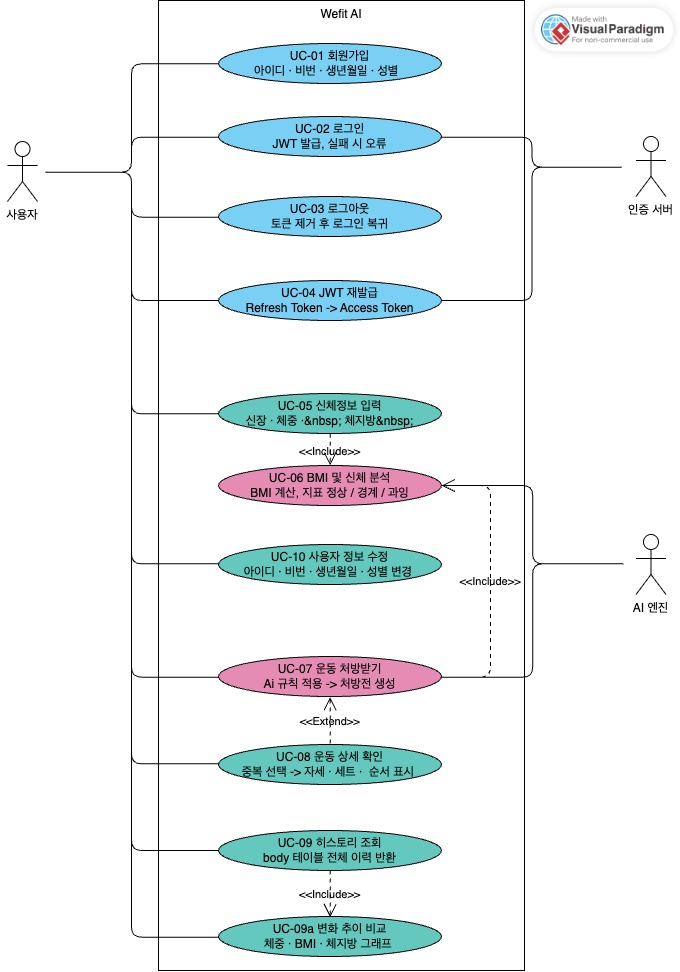 Wefit AI
Made with
VisualParadigm
For non-commercial use
UC-01 회원가입
아이디 · 비번 · 생년월일 · 성별
UC-02 로그인
JWT 발급, 실패 시 오류
사용자
인증 서버
UC-03 로그아웃
토큰 제거 후 로그인 복귀
UC-04 JWT 재발급
Refresh Token -> Access Token
UC-05 신체정보 입력
신장 · 체중 ·&nbsp; 체지방&nbsp;
<<Include>>
UC-06 BMI 및 신체 분석
BMI 계산, 지표 정상 / 경계 / 과잉
UC-10 사용자 정보 수정
아이디 · 비번 · 생년월일 · 성별 변경
<<Include>>
AI 엔진
UC-07 운동 처방받기
Ai 규칙 적용 -> 처방전 생성
<<Extend>>
UC-08 운동 상세 확인
중복 선택 -> 자세 · 세트 · 순서 표시
UC-09 히스토리 조회
body 테이블 전체 이력 반환
<<Include>>
UC-09a 변화 추이 비교
체중 · BMI · 체지방 그래프